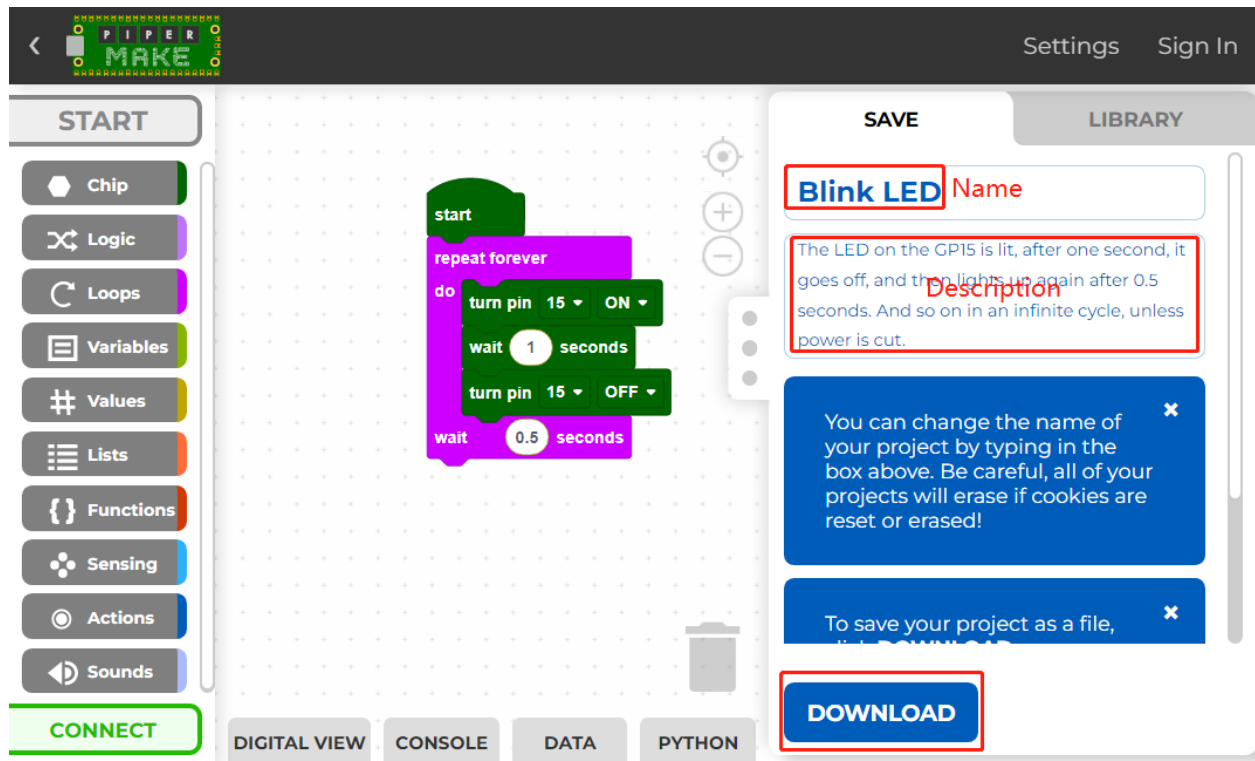 PIPER
MAKE
Settings
Sign In
START
Chip
Logic
Loops
Variables
Values
Lists
Functions
Sensing
Actions
Sounds
CONNECT
start
repeat forever
do
turn pin 15 ON
wait 1 seconds
turn pin 15 OFF
wait 0.5 seconds
DIGITAL VIEW
CONSOLE
DATA
PYTHON
SAVE
LIBRARY
Blink LED
Name
The LED on the GP15 is lit, after one second, it
goes off, and then lights up again after 0.5
Description
seconds. And so on in an infinite cycle, unless
power is cut.
You can change the name of
your project by typing in the
box above. Be careful, all of your
projects will erase if cookies are
reset or erased!
To save your project as a file,
click DOWNLOAD
DOWNLOAD